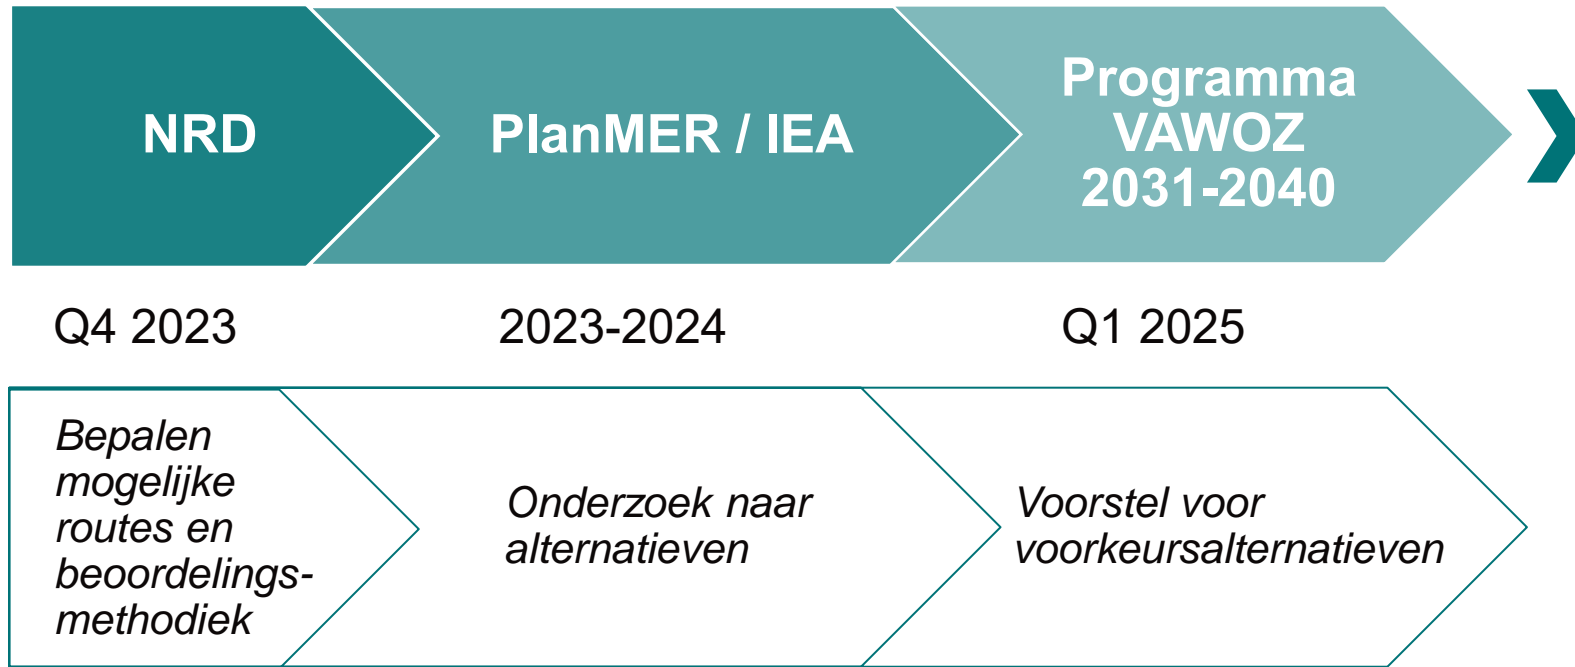 NRD
PlanMER / IEA
Programma
VAWOZ
2031-2040
Q4 2023
2023-2024
Q1 2025
Bepalen
mogelijke
routes en
beoordelings-
methodiek
Onderzoek naar
alternatieven
Voorstel voor
voorkeursalternatieven